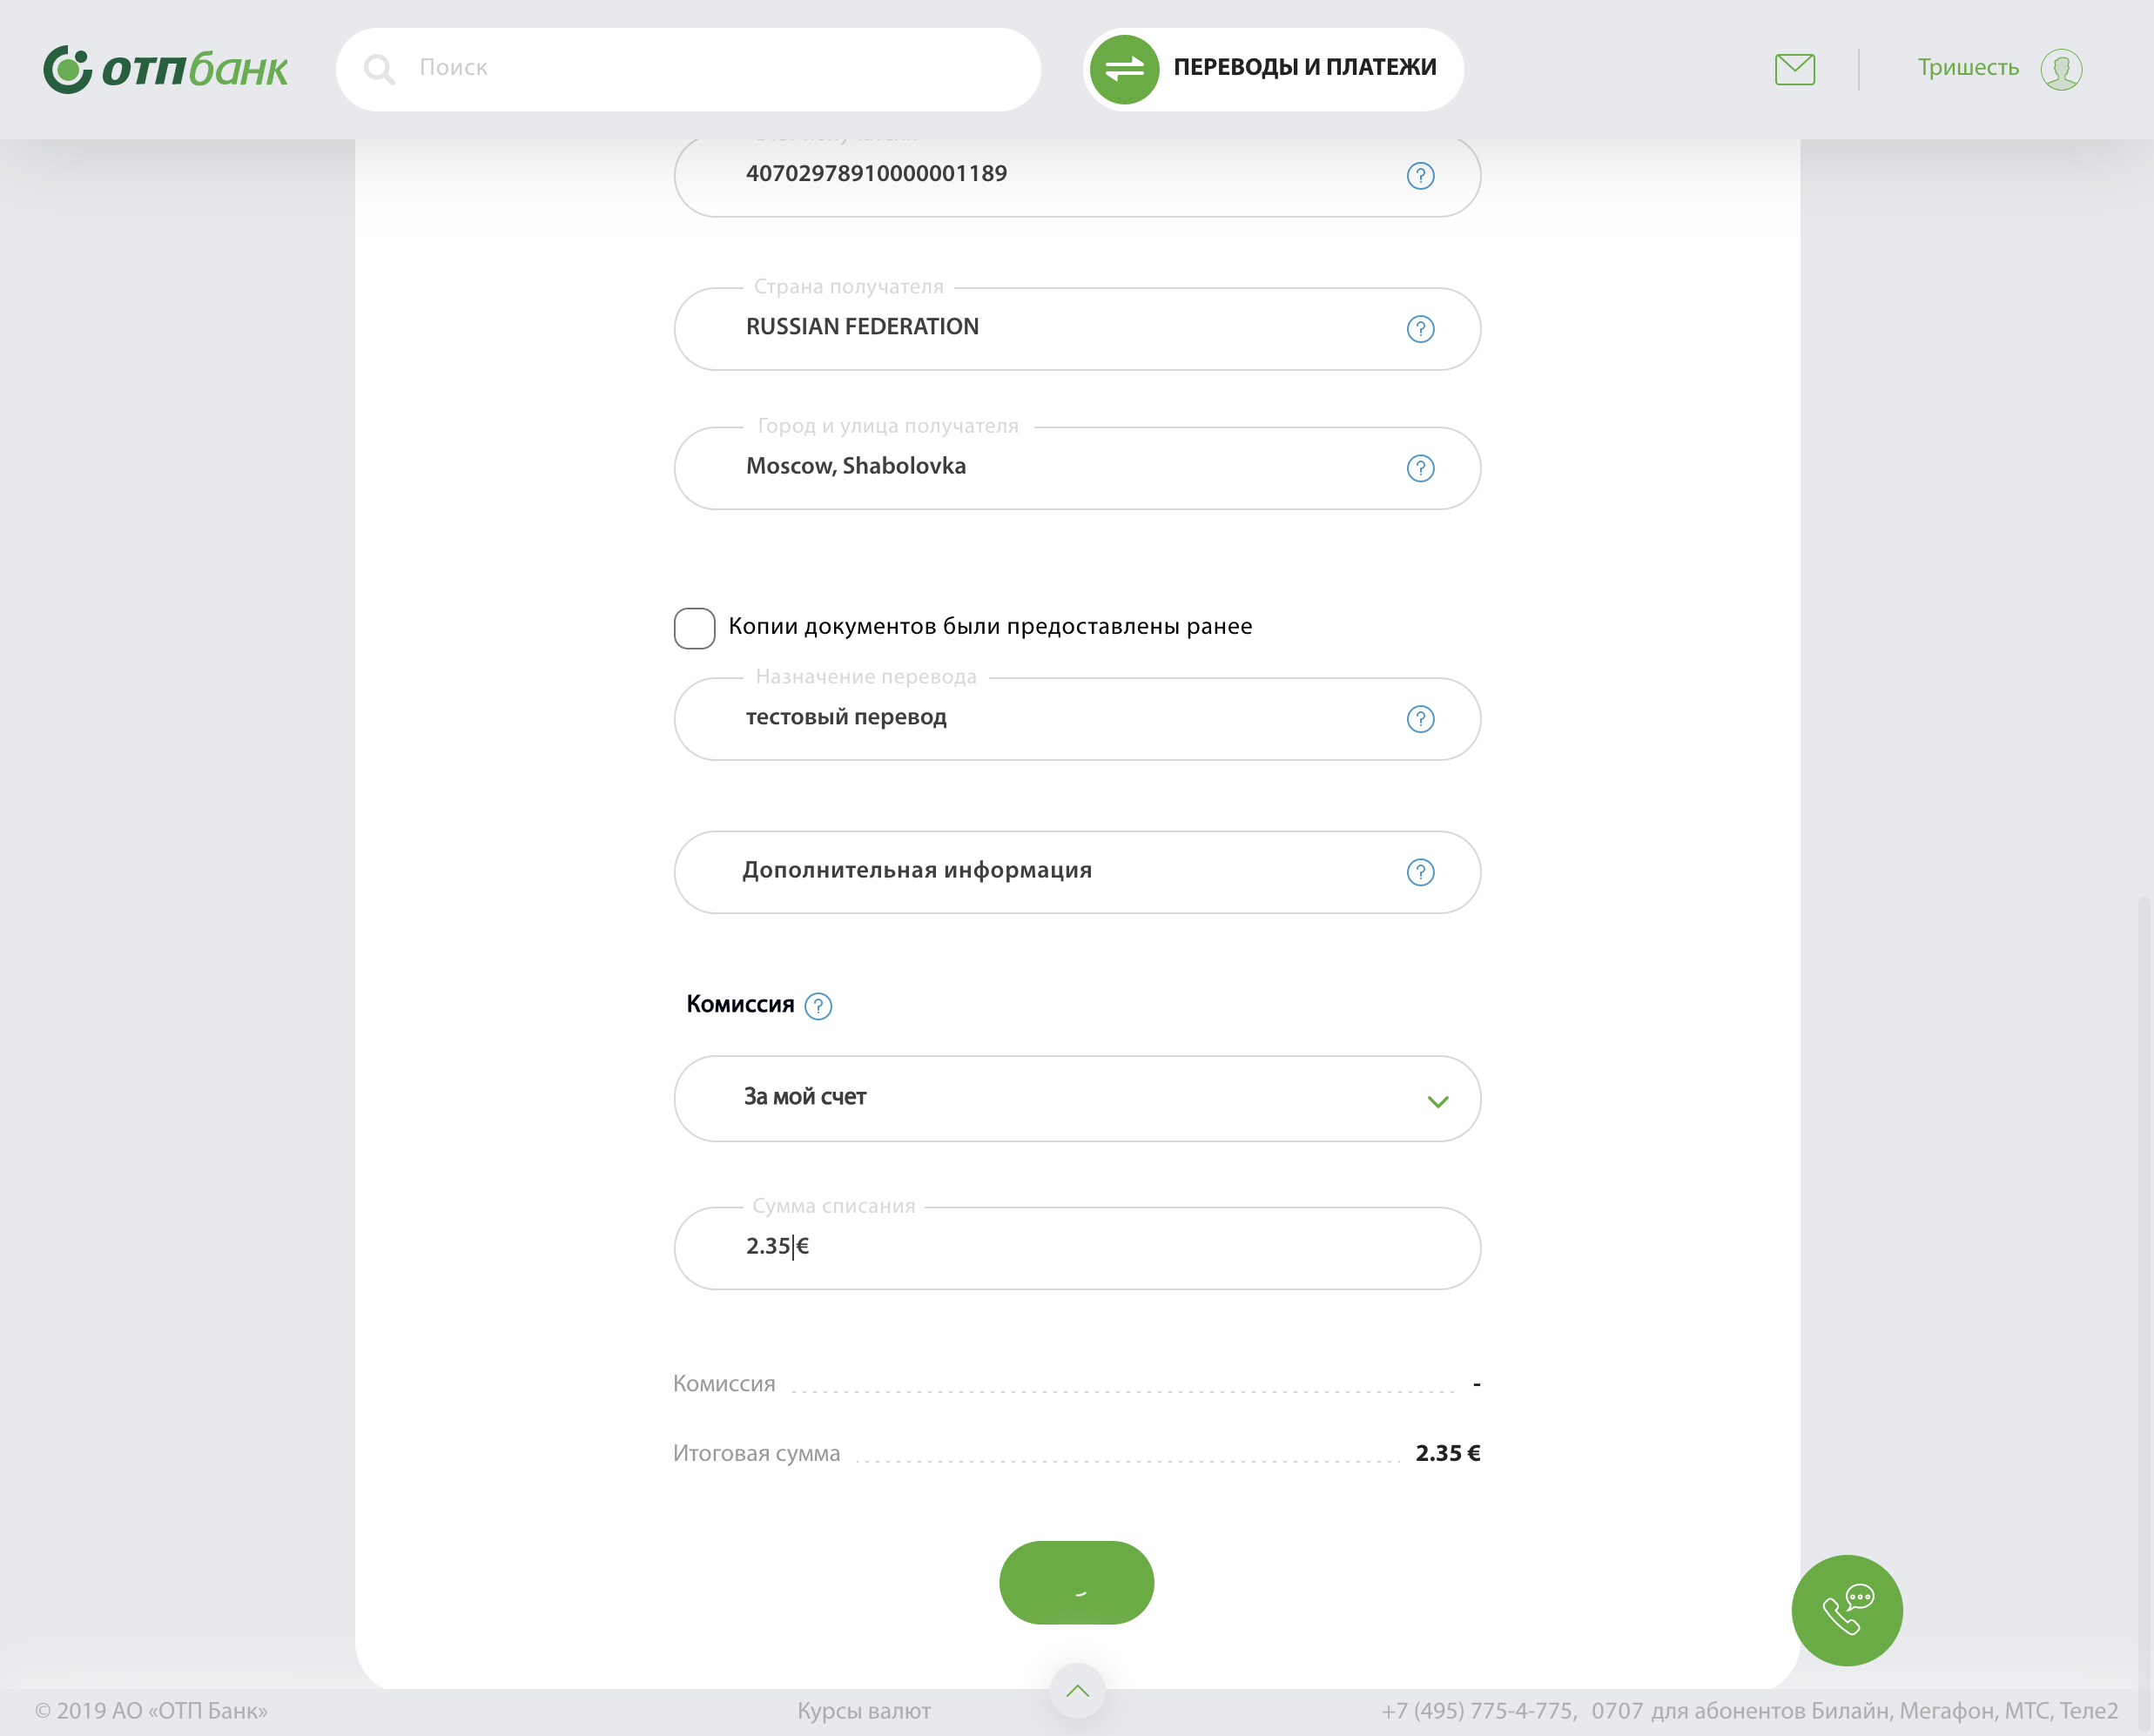 ОТПбанк
Поиск
ПЕРЕВОДЫ И ПЛАТЕЖИ
Тришесть
40702978910000001189
Страна получателя
RUSSIAN FEDERATION
Город и улица получателя
Moscow, Shabolovka
Копии документов были предоставлены ранее
Назначение перевода
тестовый перевод
Дополнительная информация
Комиссия
За мой счет
Сумма списания
2.35 €
Комиссия -
Итоговая сумма 2.35 €
© 2019 АО «ОТП Банк»
Курсы валют
+7 (495) 775-4-775, 0707 для абонентов Билайн, Мегафон, МТС, Теле2